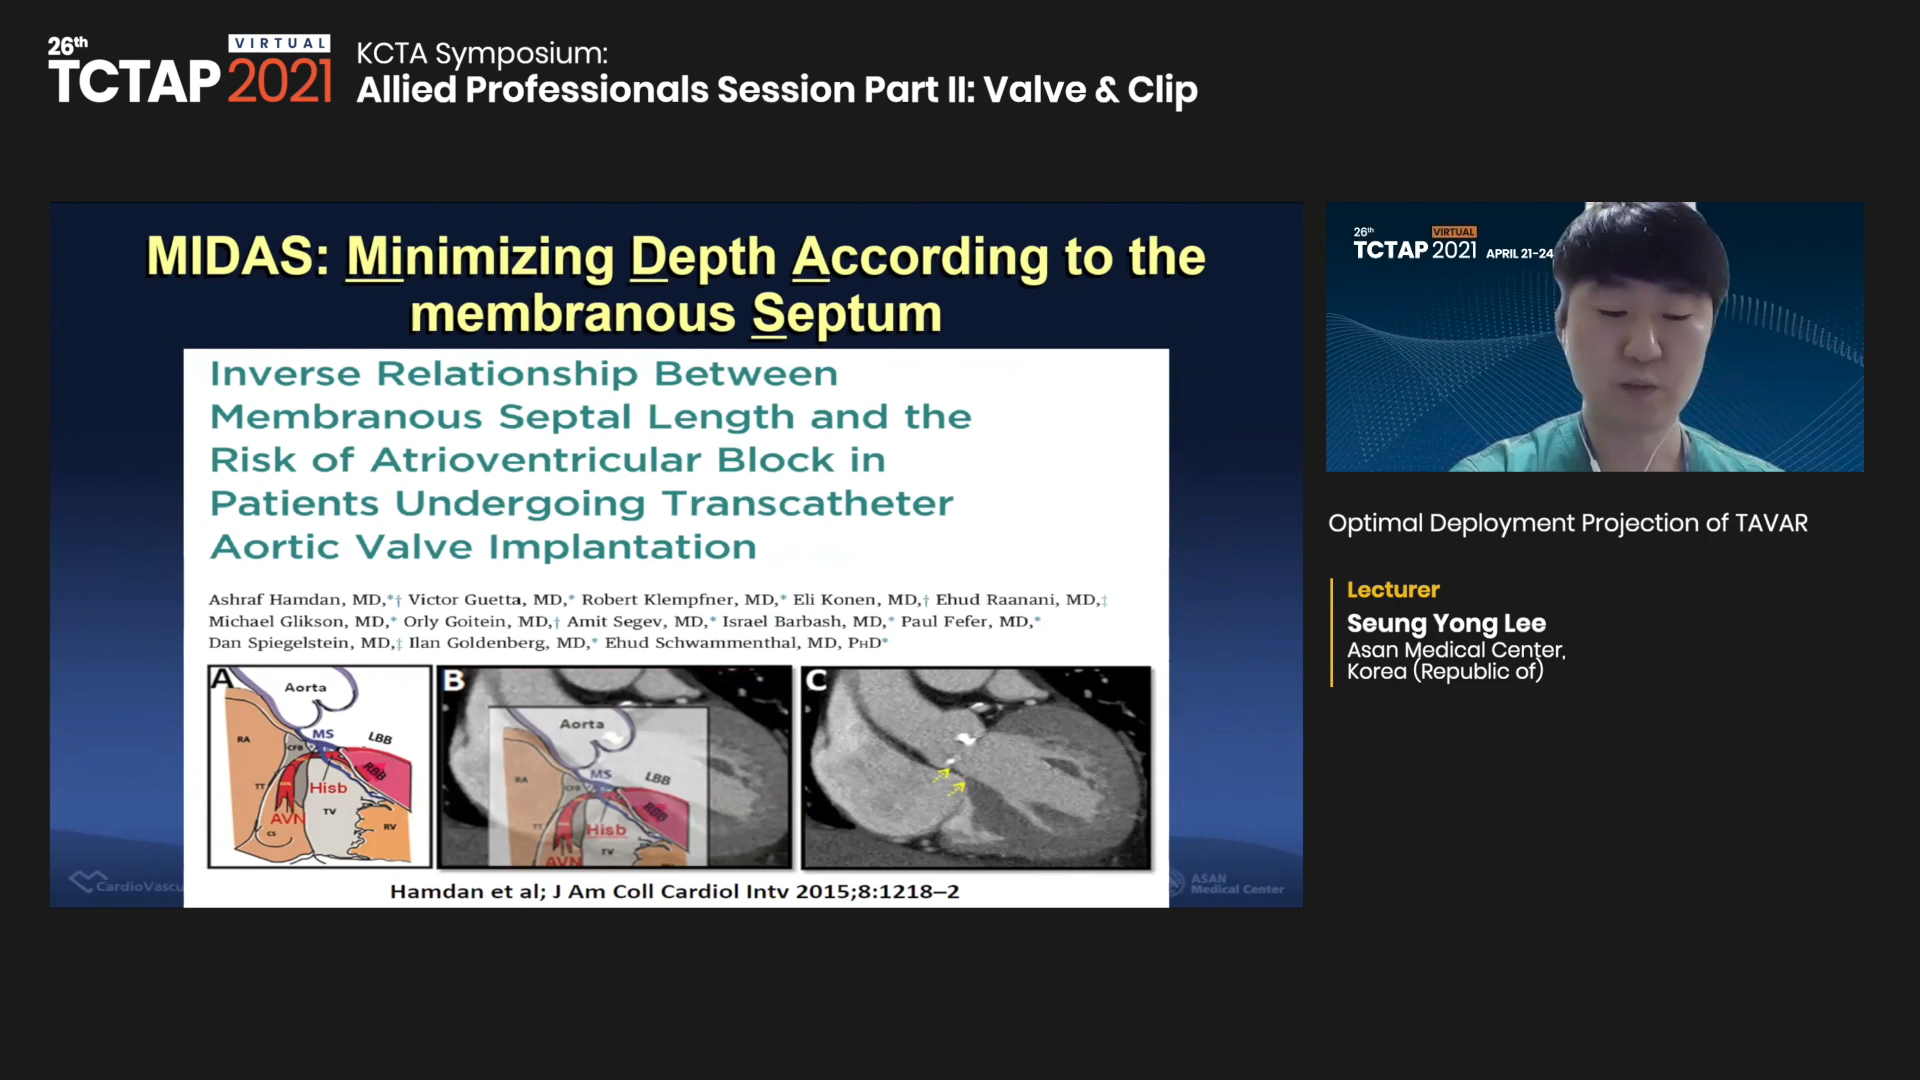 26th
VIRTUAL
TCTAP 2021
KCTA Symposium:
Allied Professionals Session Part II: Valve & Clip
MIDAS: Minimizing Depth According to the
membranous Septum
Inverse Relationship Between
Membranous Septal Length and the
Risk of Atrioventricular Block in
Patients Undergoing Transcatheter
Aortic Valve Implantation
Ashraf Hamdan, MD,*† Victor Guetta, MD,* Robert Klempfner, MD,* Eli Konen, MD,† Ehud Raanani, MD,‡
Michael Glikson, MD,* Orly Goitein, MD,† Amit Segev, MD,* Israel Barbash, MD,* Paul Fefer, MD,*
Dan Spiegelstein, MD,‡ Ilan Goldenberg, MD,* Ehud Schwammenthal, MD, PhD*
A
Aorta
RA
MS
LBB
CFB
RBB
TT
Hisb
TV
AVN
CS
RV
B
Aorta
RA
MS
LBB
CFB
RBB
TT
Hisb
TV
AVN
C
Hamdan et al; J Am Coll Cardiol Intv 2015;8:1218–2
CardioVascu
ASAN
Medical Center
26th
VIRTUAL
TCTAP 2021 APRIL 21-24
Optimal Deployment Projection of TAVAR
Lecturer
Seung Yong Lee
Asan Medical Center,
Korea (Republic of)